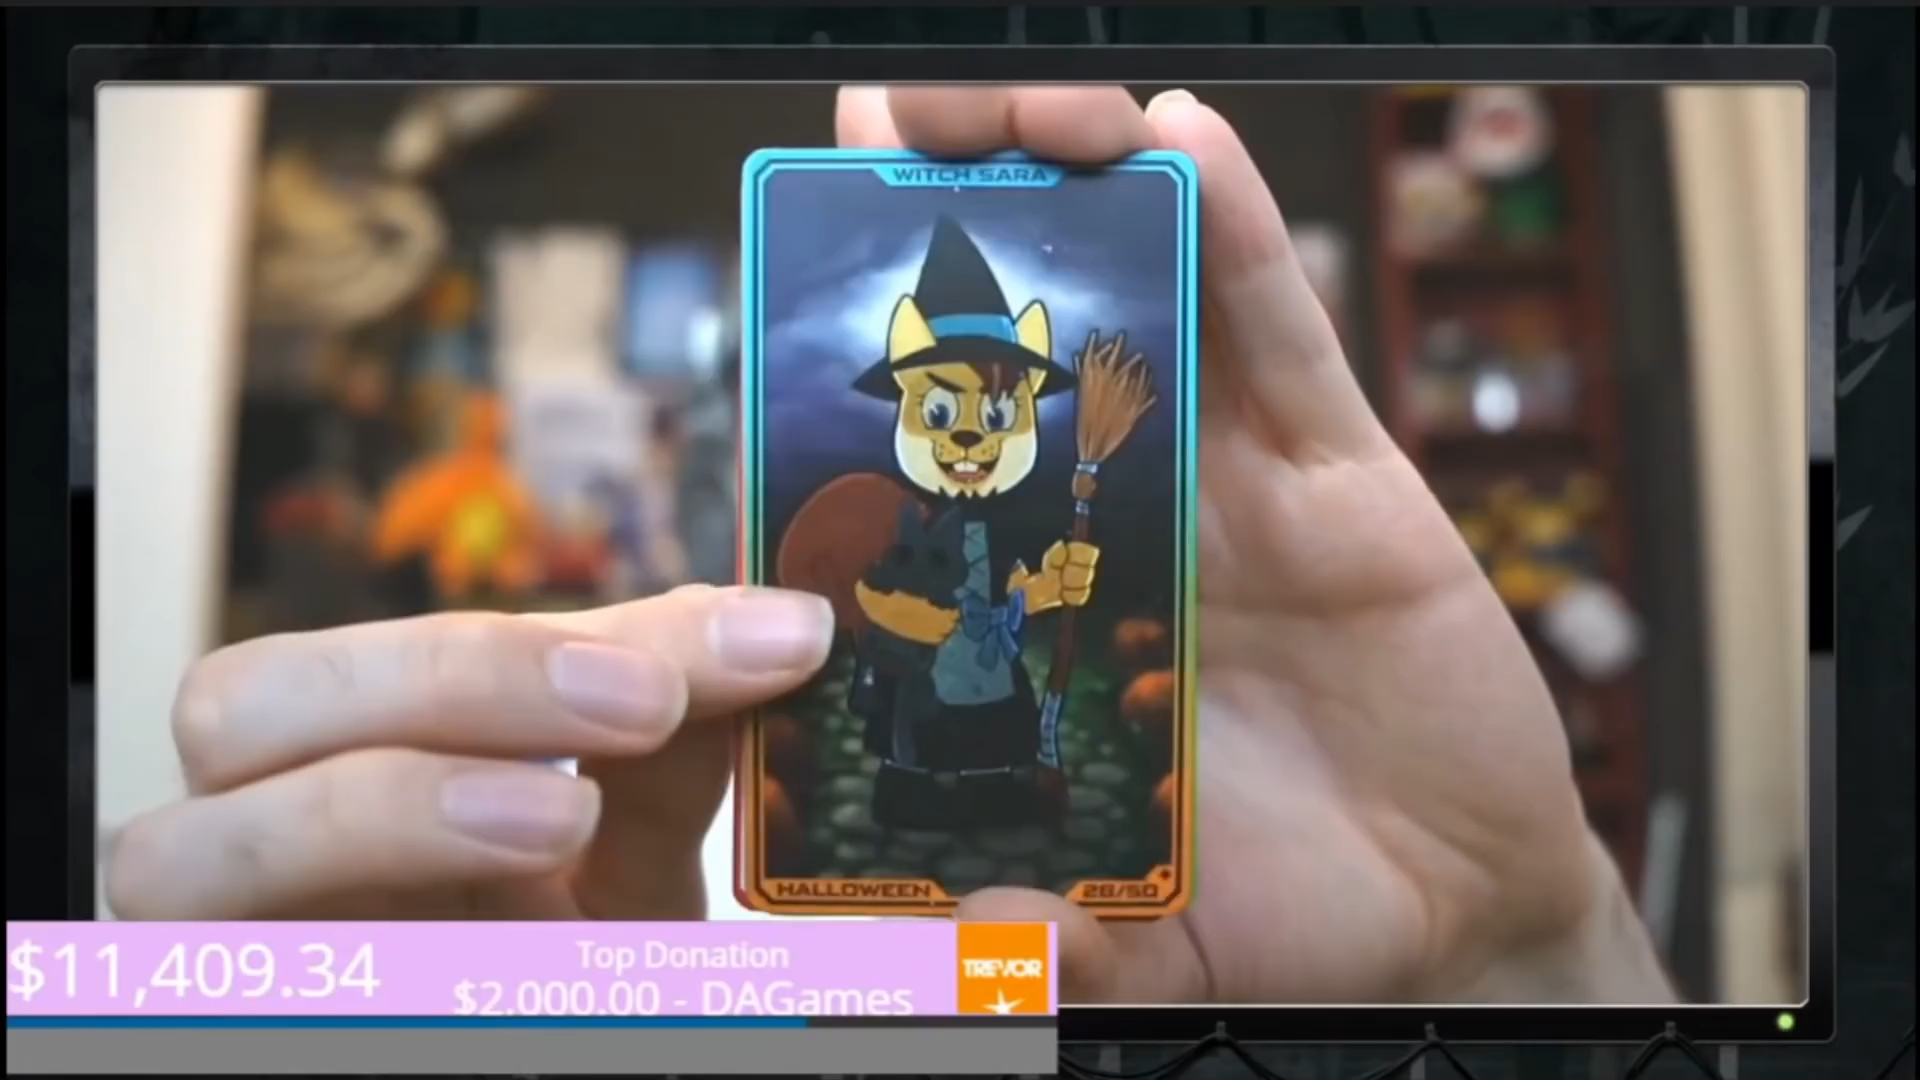 WITCH SARA
HALLOWEEN
28/50
$11,409.34
Top Donation
$2,000.00 - DAGames
TREVOR